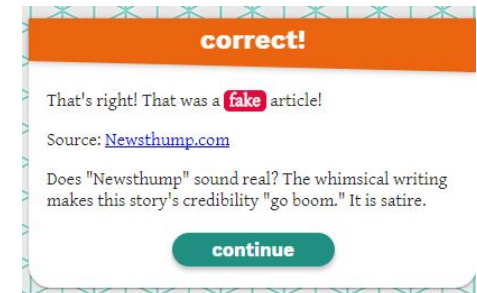 correct!
That's right! That was a fake article!
Source: Newsthump.com
Does "Newsthump" sound real? The whimsical writing
makes this story's credibility "go boom." It is satire.
continue